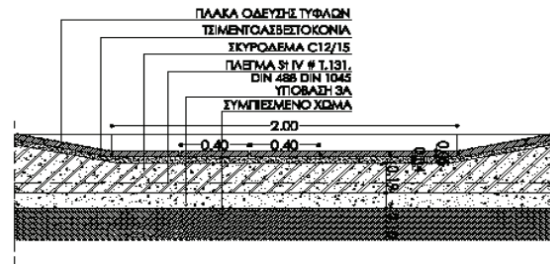 ΠΛΑΚΑ ΟΔΕΥΣΗΣ ΤΥΦΛΩΝ
ΤΣΙΜΕΝΤΟΑΣΒΕΣΤΟΚΟΝΙΑ
ΣΚΥΡΟΔΕΜΑ C12/15
ΠΛΕΓΜΑ St IV # T.131.
DIN 488 DIN 1045
ΥΠΟΒΑΣΗ 3Α
ΣΥΜΠΙΕΣΜΕΝΟ ΧΩΜΑ
2.00
0.40 0.40